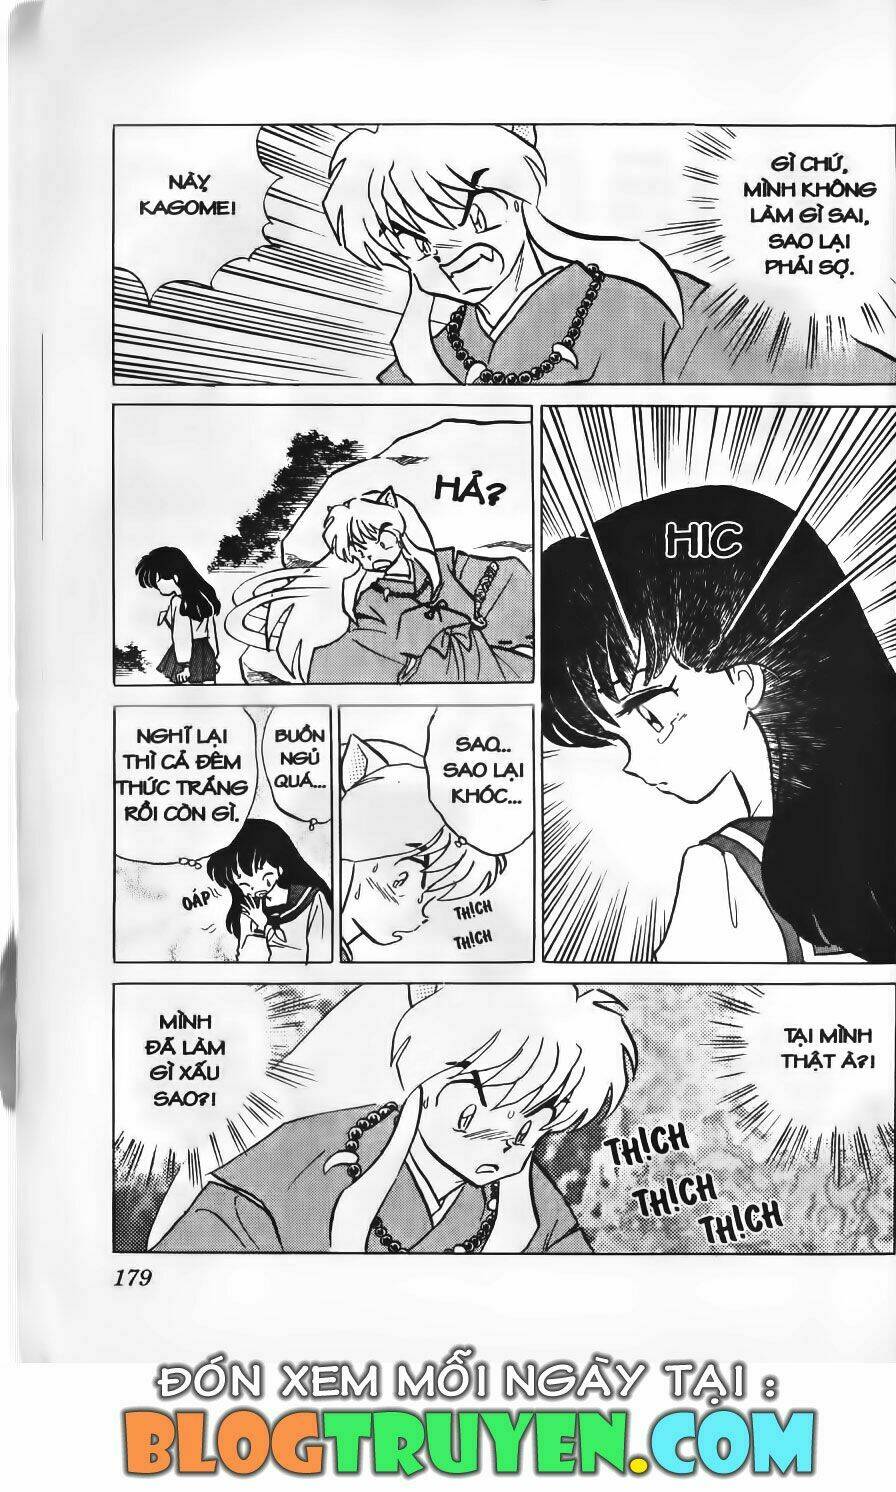 GÌ CHỨ,
MÌNH KHÔNG
LÀM GÌ SAI,
SAO LẠI
PHẢI SỢ.
NÀY,
KAGOME!
HIC
HẢ?
SAO...
SAO LẠI
KHÓC...
THỊCH
THỊCH
BUỒN
NGỦ
QUÁ...
NGHĨ LẠI
THÌ CẢ ĐÊM
THỨC TRẮNG
RỒI CÒN GÌ.
OÁP
TẠI MÌNH
THẬT À?!
MÌNH
ĐÃ LÀM
GÌ XẤU
SAO?!
THỊCH
THỊCH
THỊCH
179
ĐÓN XEM MỖI NGÀY TẠI :
BLOGTRUYEN.COM